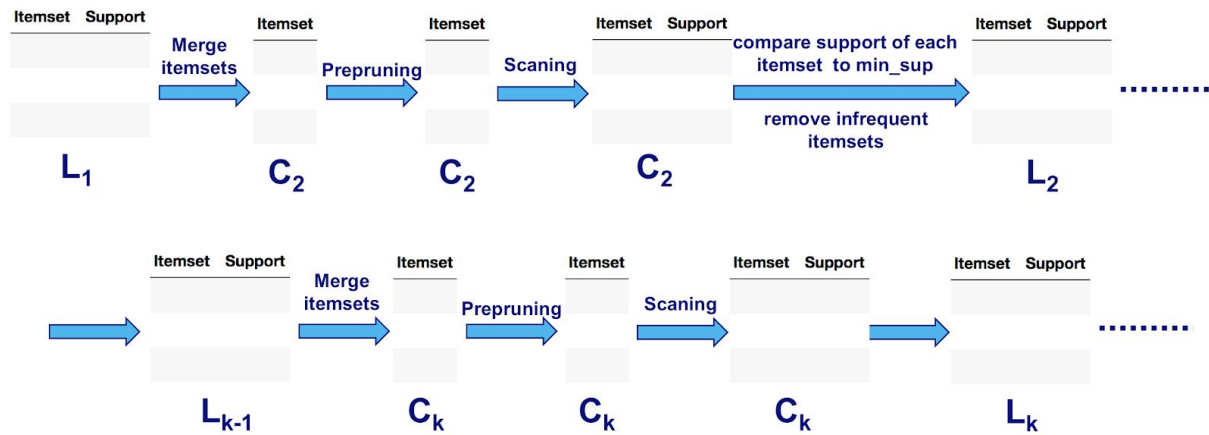 Itemset Support
Merge
itemsets
Itemset
Prepruning
Itemset
Scaning
Itemset Support
compare support of each
itemset to min_sup
remove infrequent
itemsets
Itemset Support
L1
C2
C2
C2
L2
Itemset Support
Merge
itemsets
Itemset
Prepruning
Itemset
Scaning
Itemset Support
Itemset Support
Lk-1
Ck
Ck
Ck
Lk